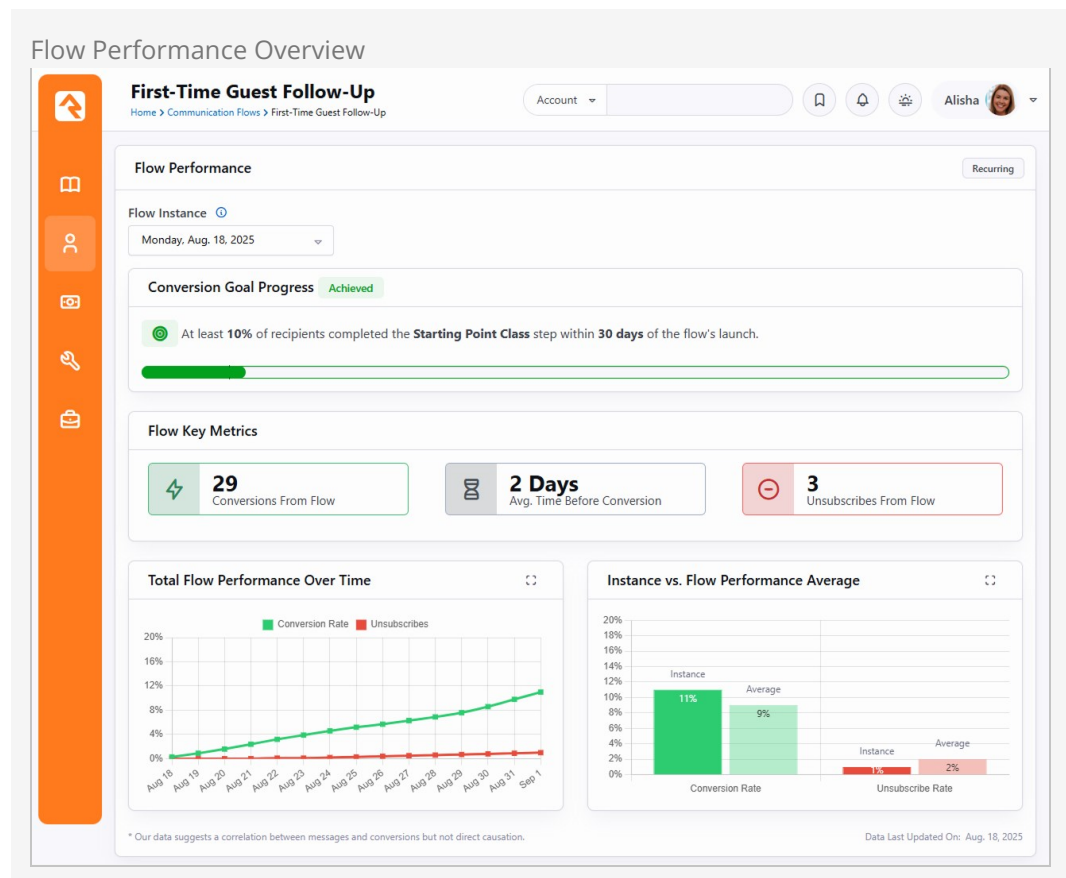 Flow Performance Overview
First-Time Guest Follow-Up
Home > Communication Flows > First-Time Guest Follow-Up
Account
Alisha
Flow Performance
Recurring
Flow Instance
Monday, Aug. 18, 2025
Conversion Goal Progress Achieved
At least 10% of recipients completed the Starting Point Class step within 30 days of the flow's launch.
Flow Key Metrics
29
Conversions From Flow
2 Days
Avg. Time Before Conversion
3
Unsubscribes From Flow
Total Flow Performance Over Time
Conversion Rate Unsubscribes
20%
16%
12%
8%
4%
0%
Aug 18 Aug 19 Aug 20 Aug 21 Aug 22 Aug 23 Aug 24 Aug 25 Aug 26 Aug 27 Aug 28 Aug 29 Aug 30 Aug 31 Sep 1
Instance vs. Flow Performance Average
20%
18%
16%
14%
12%
10%
8%
6%
4%
2%
0%
Instance
11%
Average
9%
Instance
1%
Average
2%
Conversion Rate Unsubscribe Rate
* Our data suggests a correlation between messages and conversions but not direct causation.
Data Last Updated On: Aug. 18, 2025